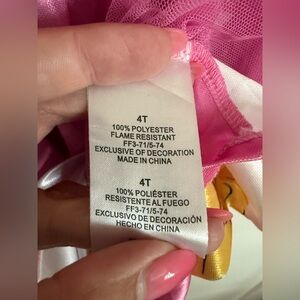 4T
100% POLYESTER
FLAME RESISTANT
FF3-71/5-74
EXCLUSIVE OF DECORATION
MADE IN CHINA
4T
100% POLIÉSTER
RESISTENTE AL FUEGO
FF3-71/5-74
EXCLUSIVO DE DECORACIÓN
HECHO EN CHINA